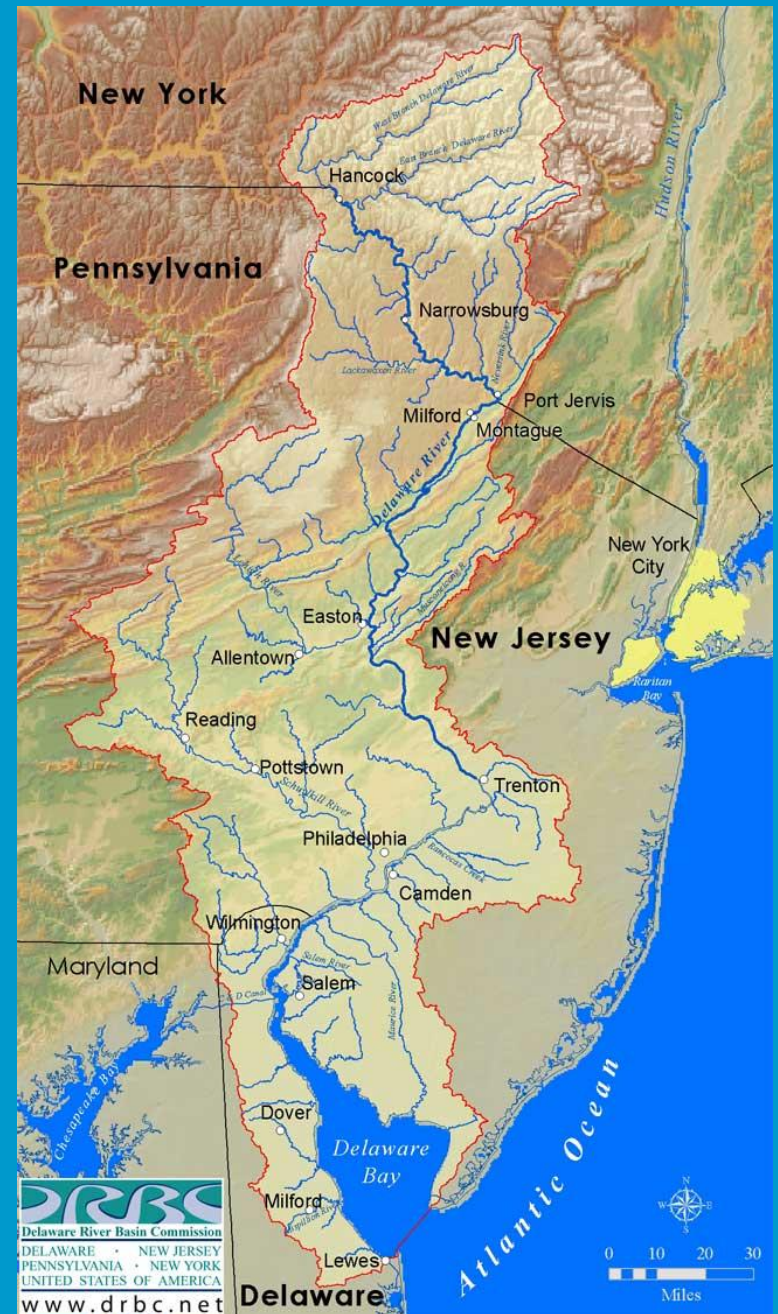 New York
West Branch Delaware River
East Branch Delaware River
Hancock
Hudson River
Pennsylvania
Narrowsburg
Lackawaxen River
Neversink River
Port Jervis
Milford
Montague
Delaware River
New York
City
Lehigh River
Musconetcong R.
Easton
New Jersey
Allentown
Raritan
Bay
Reading
Pottstown
Trenton
Schuylkill River
Philadelphia
Rancocas Creek
Camden
Wilmington
Maryland
Salem River
Salem
C & D Canal
Maurice River
Chesapeake Bay
Dover
Delaware
Bay
Atlantic Ocean
Milford
Mispillion River
Lewes
Delaware
DRBC
Delaware River Basin Commission
DELAWARE · NEW JERSEY
PENNSYLVANIA · NEW YORK
UNITED STATES OF AMERICA
www.drbc.net
N
W E
S
0 10 20 30
Miles